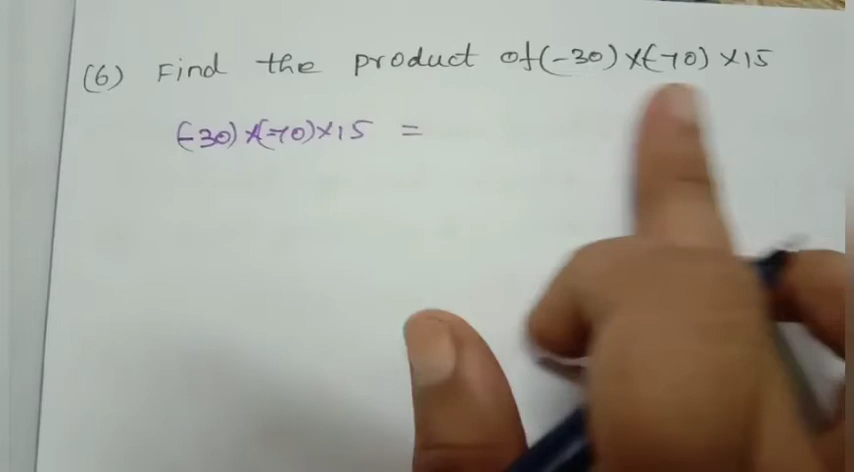 (6) Find the product of (-30) × (-70) × 15
(-30) × (-70) × 15 =